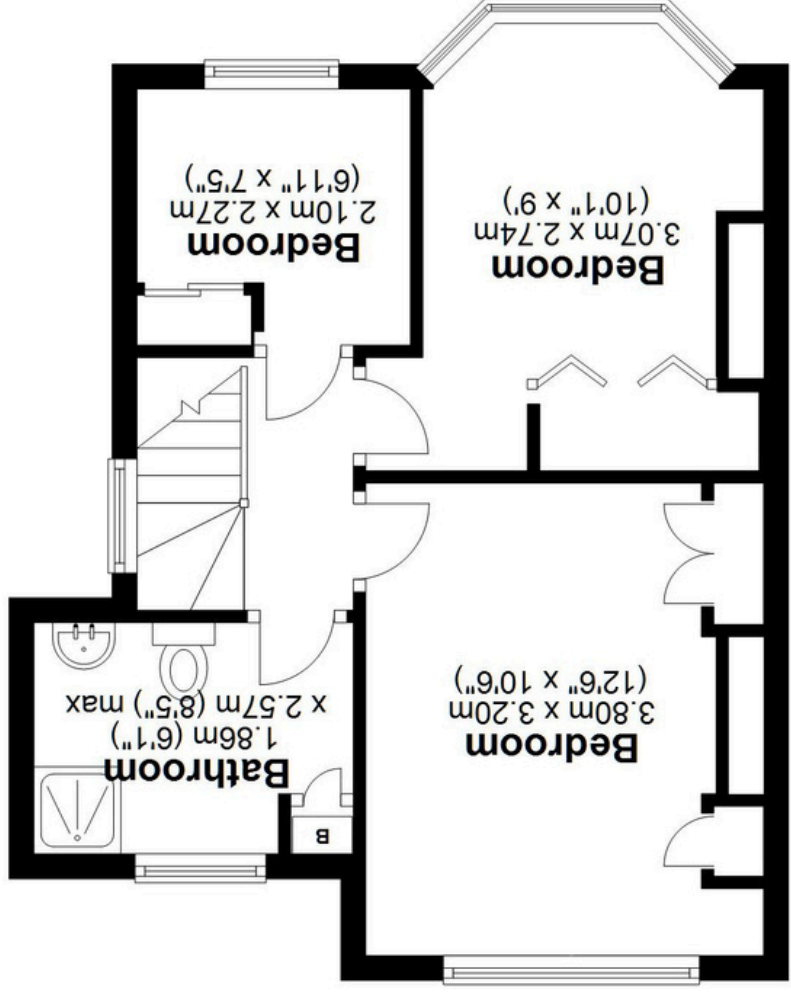 B
Bedroom
3.80m x 3.20m
(12'6" x 10'6")
Bathroom
1.86m (6'1")
x 2.57m (8'5") max
Bedroom
3.07m x 2.74m
(10'1" x 9')
Bedroom
2.10m x 2.27m
(6'11" x 7'5")